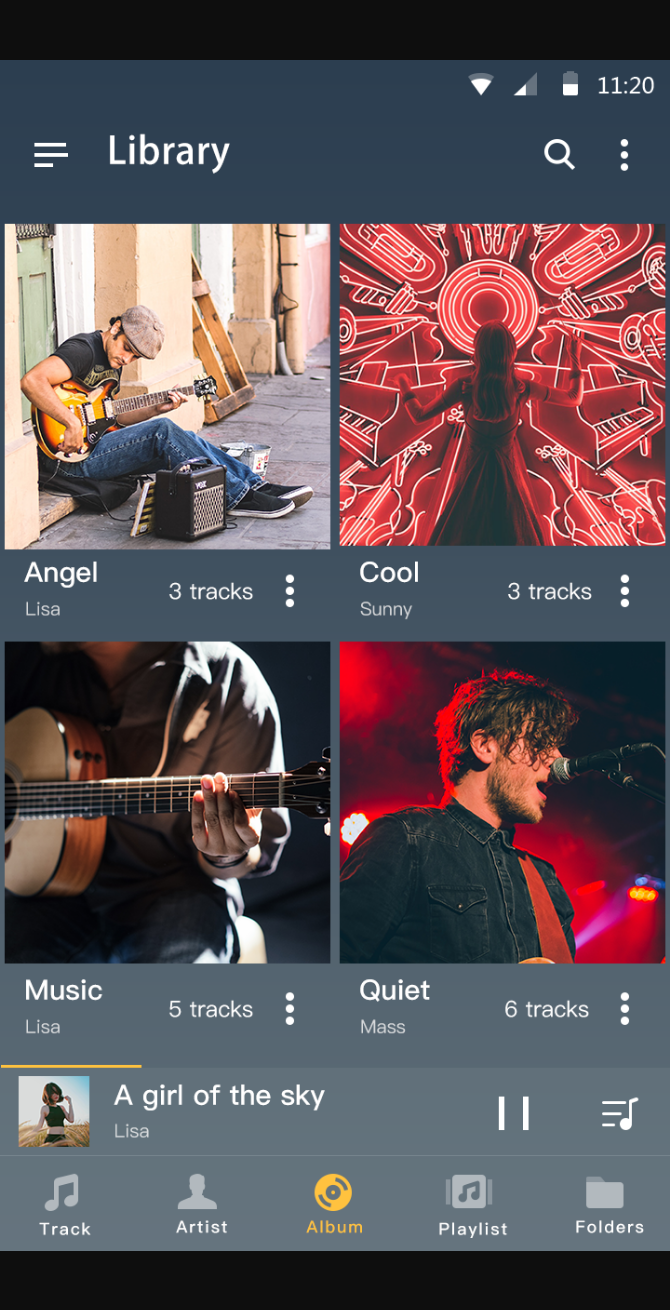 11:20
Library
Angel
Lisa
3 tracks
Cool
Sunny
3 tracks
Music
Lisa
5 tracks
Quiet
Mass
6 tracks
A girl of the sky
Lisa
Track
Artist
Album
Playlist
Folders